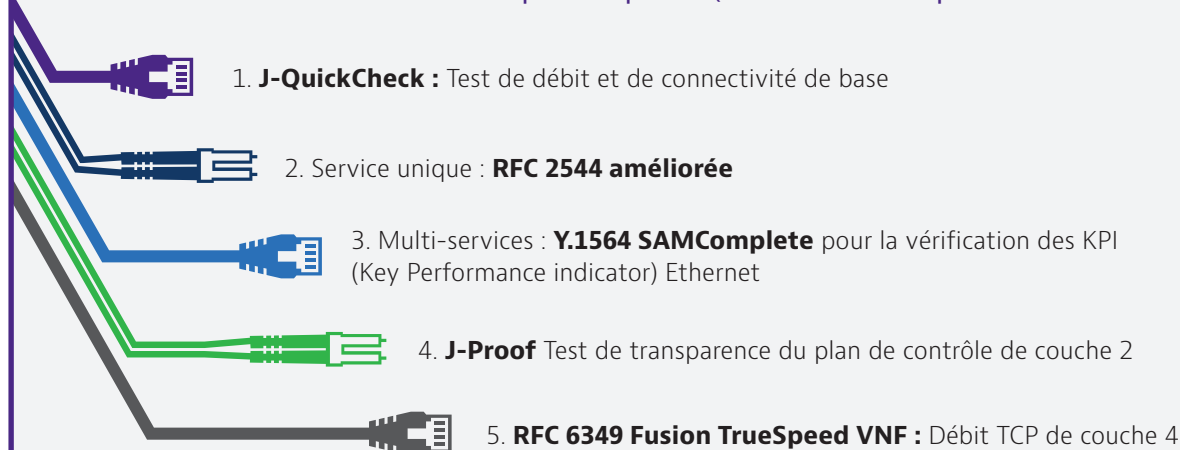 1. J-QuickCheck : Test de débit et de connectivité de base
2. Service unique : RFC 2544 améliorée
3. Multi-services : Y.1564 SAMComplete pour la vérification des KPI
(Key Performance indicator) Ethernet
4. J-Proof Test de transparence du plan de contrôle de couche 2
5. RFC 6349 Fusion TrueSpeed VNF : Débit TCP de couche 4